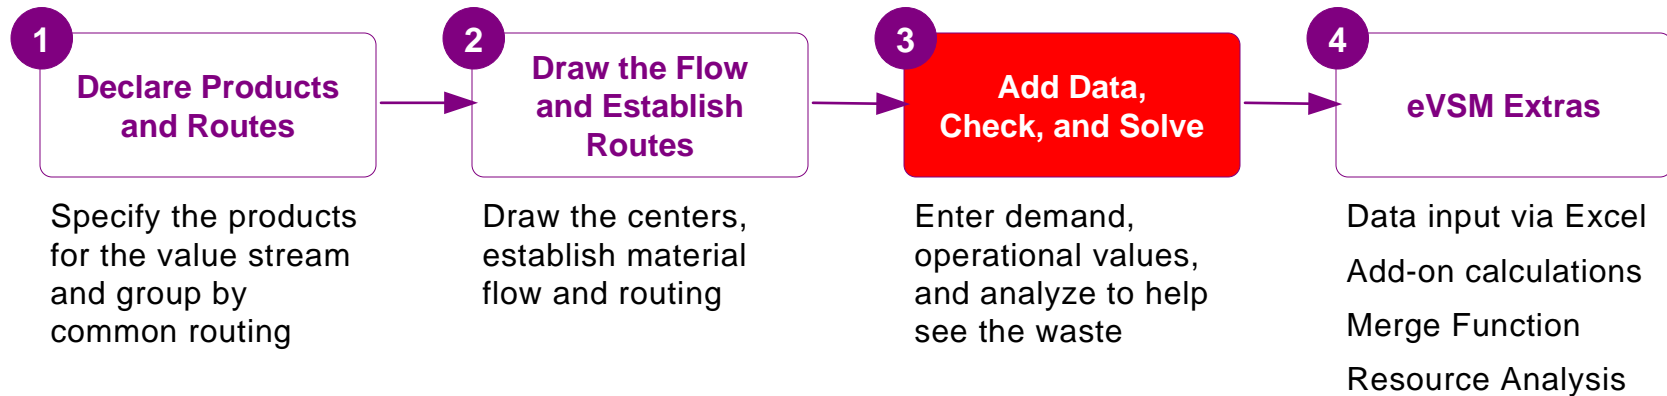 1
Declare Products
and Routes
Specify the products
for the value stream
and group by
common routing
2
Draw the Flow
and Establish
Routes
Draw the centers,
establish material
flow and routing
3
Add Data,
Check, and Solve
Enter demand,
operational values,
and analyze to help
see the waste
4
eVSM Extras
Data input via Excel
Add-on calculations
Merge Function
Resource Analysis